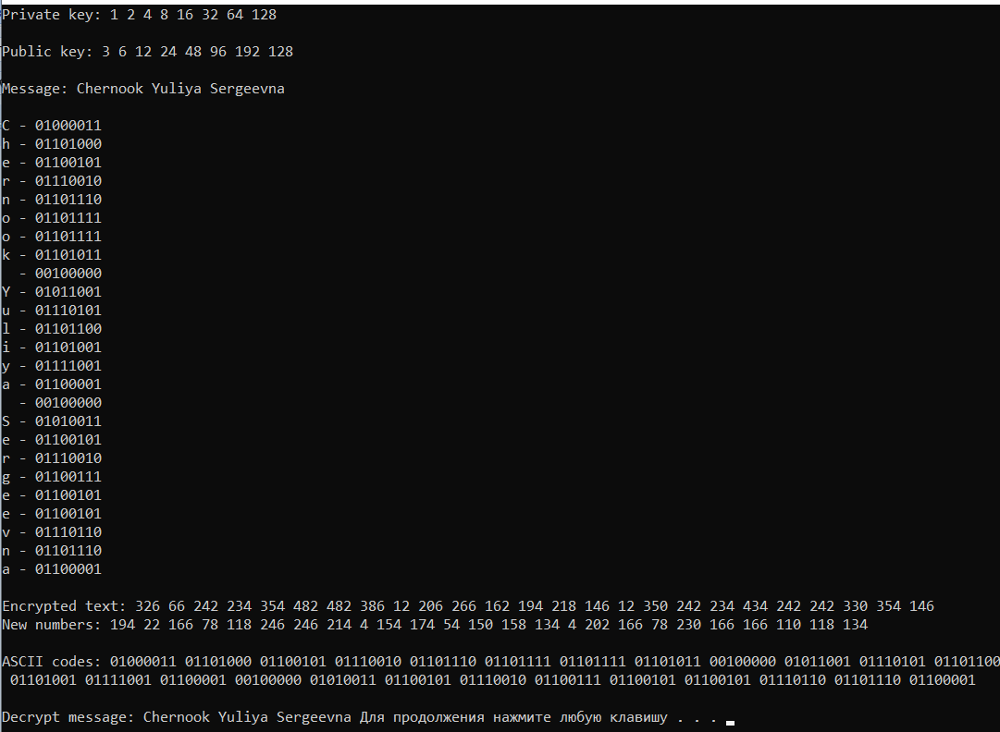 Private key: 1 2 4 8 16 32 64 128
Public key: 3 6 12 24 48 96 192 128
Message: Chernook Yuliya Sergeevna
C - 01000011
h - 01101000
e - 01100101
r - 01110010
n - 01101110
o - 01101111
o - 01101111
k - 01101011
  - 00100000
Y - 01011001
u - 01110101
l - 01101100
i - 01101001
y - 01111001
a - 01100001
  - 00100000
S - 01010011
e - 01100101
r - 01110010
g - 01100111
e - 01100101
e - 01100101
v - 01110110
n - 01101110
a - 01100001
Encrypted text: 326 66 242 234 354 482 482 386 12 206 266 162 194 218 146 12 350 242 234 434 242 242 330 354 146
New numbers: 194 22 166 78 118 246 246 214 4 154 174 54 150 158 134 4 202 166 78 230 166 166 110 118 134
ASCII codes: 01000011 01101000 01100101 01110010 01101110 01101111 01101111 01101011 00100000 01011001 01110101 01101100
01101001 01111001 01100001 00100000 01010011 01100101 01110010 01100111 01100101 01100101 01110110 01101110 01100001
Decrypt message: Chernook Yuliya Sergeevna Для продолжения нажмите любую клавишу . . .